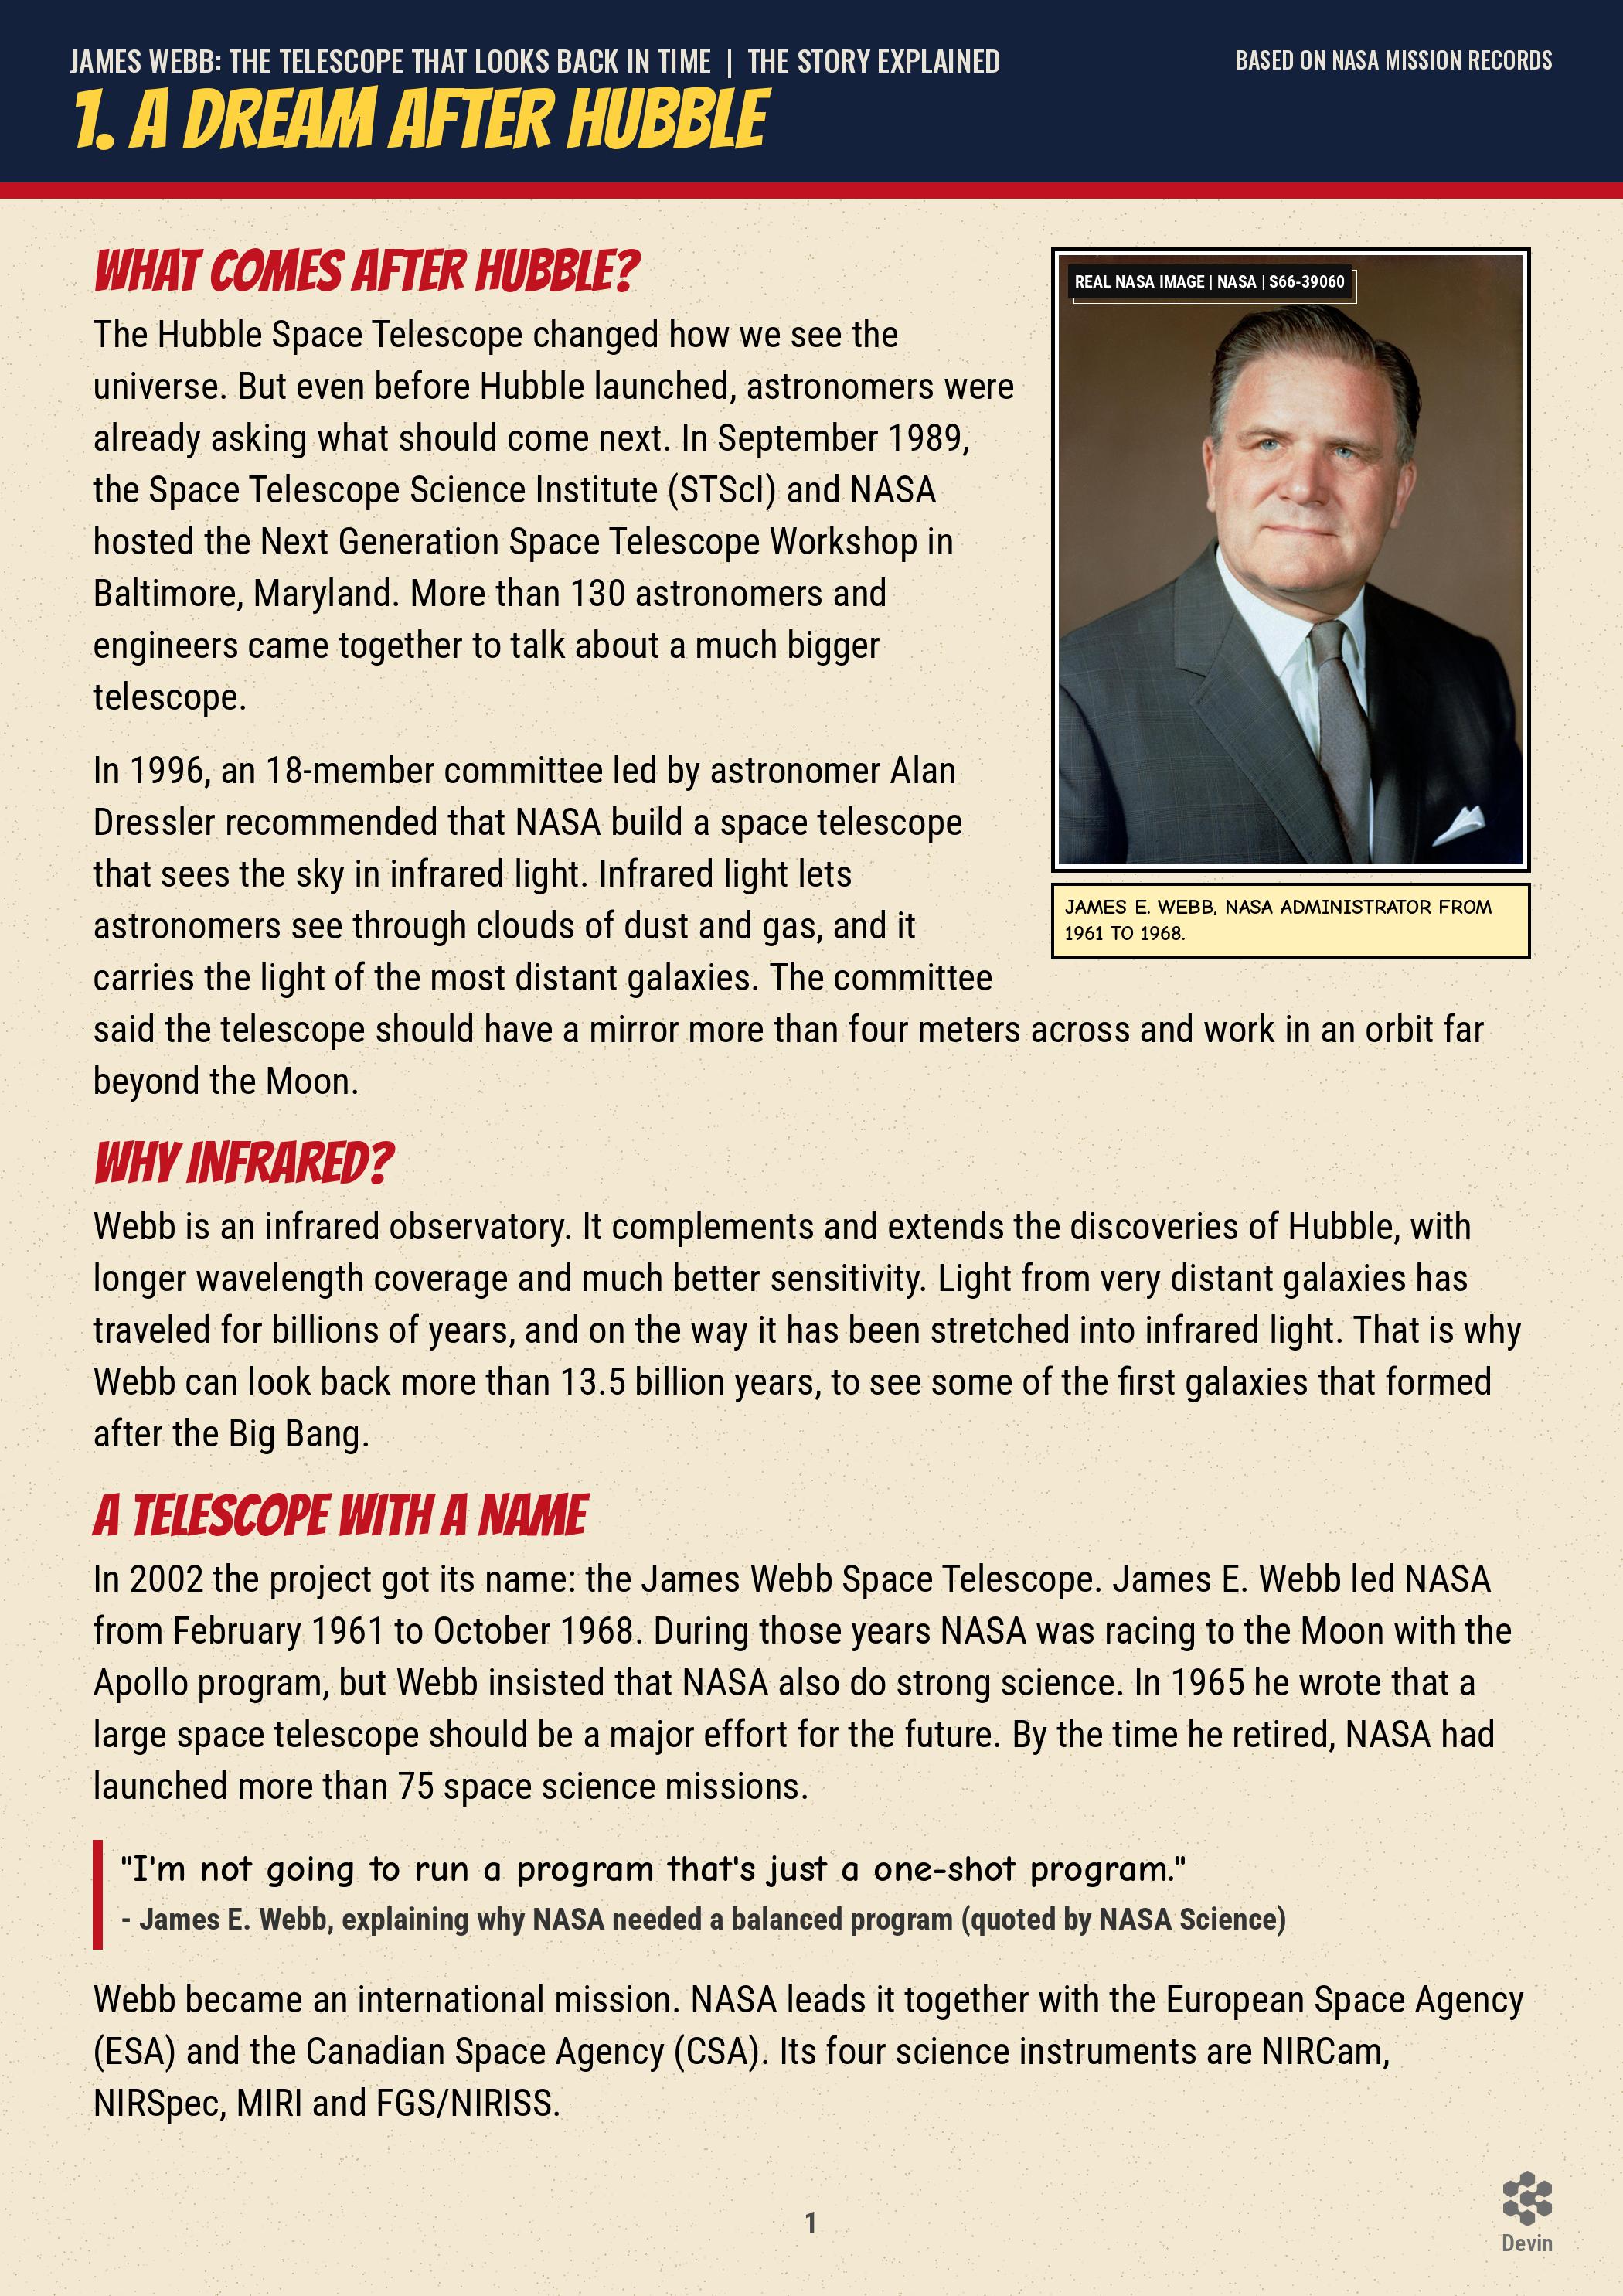 JAMES WEBB: THE TELESCOPE THAT LOOKS BACK IN TIME | THE STORY EXPLAINED
BASED ON NASA MISSION RECORDS
1. A DREAM AFTER HUBBLE
WHAT COMES AFTER HUBBLE?
The Hubble Space Telescope changed how we see the
universe. But even before Hubble launched, astronomers were
already asking what should come next. In September 1989,
the Space Telescope Science Institute (STScI) and NASA
hosted the Next Generation Space Telescope Workshop in
Baltimore, Maryland. More than 130 astronomers and
engineers came together to talk about a much bigger
telescope.
In 1996, an 18-member committee led by astronomer Alan
Dressler recommended that NASA build a space telescope
that sees the sky in infrared light. Infrared light lets
astronomers see through clouds of dust and gas, and it
carries the light of the most distant galaxies. The committee
said the telescope should have a mirror more than four meters across and work in an orbit far
beyond the Moon.
REAL NASA IMAGE | NASA | S66-39060
JAMES E. WEBB, NASA ADMINISTRATOR FROM
1961 TO 1968.
WHY INFRARED?
Webb is an infrared observatory. It complements and extends the discoveries of Hubble, with
longer wavelength coverage and much better sensitivity. Light from very distant galaxies has
traveled for billions of years, and on the way it has been stretched into infrared light. That is why
Webb can look back more than 13.5 billion years, to see some of the first galaxies that formed
after the Big Bang.
A TELESCOPE WITH A NAME
In 2002 the project got its name: the James Webb Space Telescope. James E. Webb led NASA
from February 1961 to October 1968. During those years NASA was racing to the Moon with the
Apollo program, but Webb insisted that NASA also do strong science. In 1965 he wrote that a
large space telescope should be a major effort for the future. By the time he retired, NASA had
launched more than 75 space science missions.
"I'm not going to run a program that's just a one-shot program."
- James E. Webb, explaining why NASA needed a balanced program (quoted by NASA Science)
Webb became an international mission. NASA leads it together with the European Space Agency
(ESA) and the Canadian Space Agency (CSA). Its four science instruments are NIRCam,
NIRSpec, MIRI and FGS/NIRISS.
1
Devin